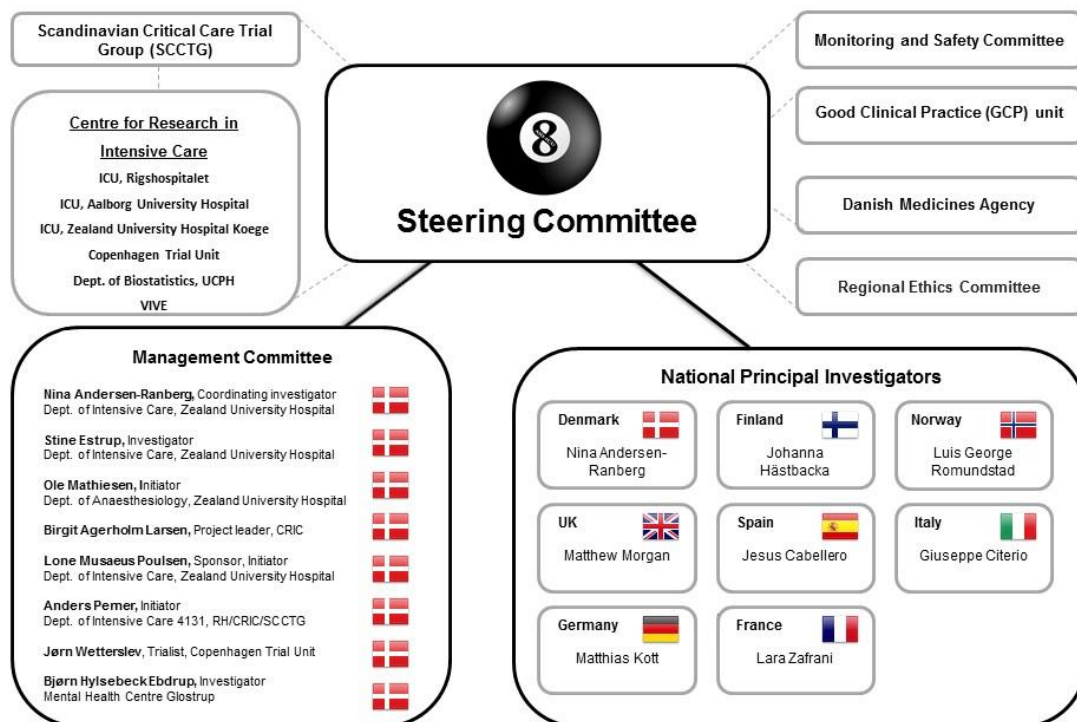 Scandinavian Critical Care Trial
Group (SCCTG)
Centre for Research in
Intensive Care
ICU, Rigshospitalet
ICU, Aalborg University Hospital
ICU, Zealand University Hospital Koege
Copenhagen Trial Unit
Dept. of Biostatistics, UCPH
VIVE
8
Steering Committee
Monitoring and Safety Committee
Good Clinical Practice (GCP) unit
Danish Medicines Agency
Regional Ethics Committee
Management Committee
Nina Andersen-Ranberg, Coordinating investigator
Dept. of Intensive Care, Zealand University Hospital
Stine Estrup, Investigator
Dept. of Intensive Care, Zealand University Hospital
Ole Mathiesen, Initiator
Dept. of Anaesthesiology, Zealand University Hospital
Birgit Agerholm Larsen, Project leader, CRIC
Lone Musaeus Poulsen, Sponsor, Initiator
Dept. of Intensive Care, Zealand University Hospital
Anders Perner, Initiator
Dept. of Intensive Care 4131, RH/CRIC/SCCTG
Jørn Wetterslev, Trialist, Copenhagen Trial Unit
Bjørn Hylsebeck Ebdrup, Investigator
Mental Health Centre Glostrup
National Principal Investigators
Denmark
Nina Andersen-
Ranberg
Finland
Johanna
Hästbacka
Norway
Luis George
Romundstad
UK
Matthew Morgan
Spain
Jesus Cabellero
Italy
Giuseppe Citerio
Germany
Matthias Kott
France
Lara Zafrani